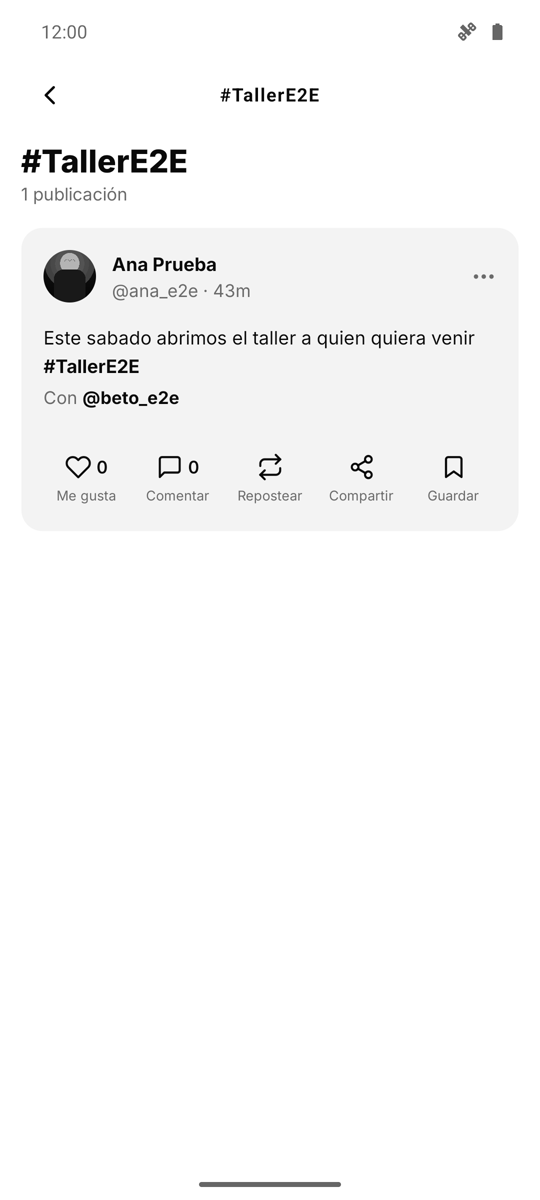 12:00
#TallerE2E
#TallerE2E
1 publicación
Ana Prueba
@ana_e2e · 43m
Este sabado abrimos el taller a quien quiera venir
#TallerE2E
Con @beto_e2e
0 0
Me gusta Comentar Repostear Compartir Guardar